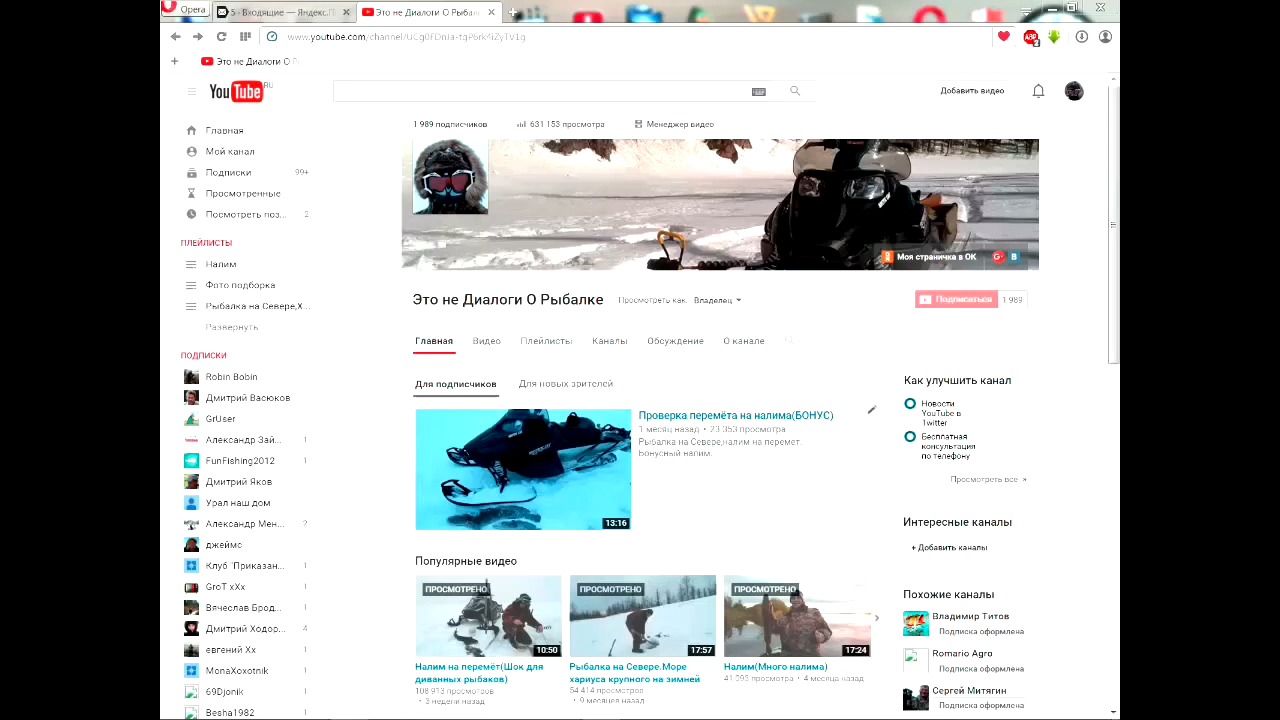 Opera
5 · Входящие — Яндекс.П
Это не Диалоги О Рыбал
www.youtube.com/channel/
Это не Диалоги О Р
YouTube RU
Добавить видео
1 989 подписчиков
631 153 просмотра
Менеджер видео
Главная
Мой канал
Подписки 99+
Просмотренные
Посмотреть поз... 2
ПЛЕЙЛИСТЫ
Налим
Фото подборка
Рыбалка на Севере,Х...
Развернуть
ПОДПИСКИ
Robin Bobin
Дмитрий Васюков
GrUser
Александр Зай... 1
FunFishing2012 1
Дмитрий Яков
Урал наш дом
Александр Мен... 2
джеймс
Клуб "Приказан... 1
GroT xXx 1
Вячеслав Брод... 1
Дмитрий Ходор... 4
евгений Хх 1
MonaXoxotnik 1
69Djonik 1
Besha1982 1
Моя страничка в ОК
Это не Диалоги О Рыбалке
Просмотреть как:
Владелец
Подписаться
1 989
Главная
Видео
Плейлисты
Каналы
Обсуждение
О канале
Для подписчиков
Для новых зрителей
13:16
Проверка перемёта на налима(БОНУС)
1 месяц назад • 23 353 просмотра
Рыбалка на Севере,налим на перемет.
Бонусный налим.
Популярные видео
ПРОСМОТРЕНО
10:50
Налим на перемёт(Шок для
диванных рыбаков)
108 913 просмотров
• 3 недели назад
ПРОСМОТРЕНО
17:57
Рыбалка на Севере.Море
хариуса крупного на зимней
54 414 просмотров
• 9 месяцев назад
ПРОСМОТРЕНО
17:24
Налим(Много налима)
41 093 просмотра • 4 месяца назад
Как улучшить канал
Новости
YouTube в
Twitter
Бесплатная
консультация
по телефону
Просмотреть все »
Интересные каналы
+ Добавить каналы
Похожие каналы
Владимир Титов
Подписка оформлена
Romario Agro
Подписка оформлена
Сергей Митягин
Подписка оформлена